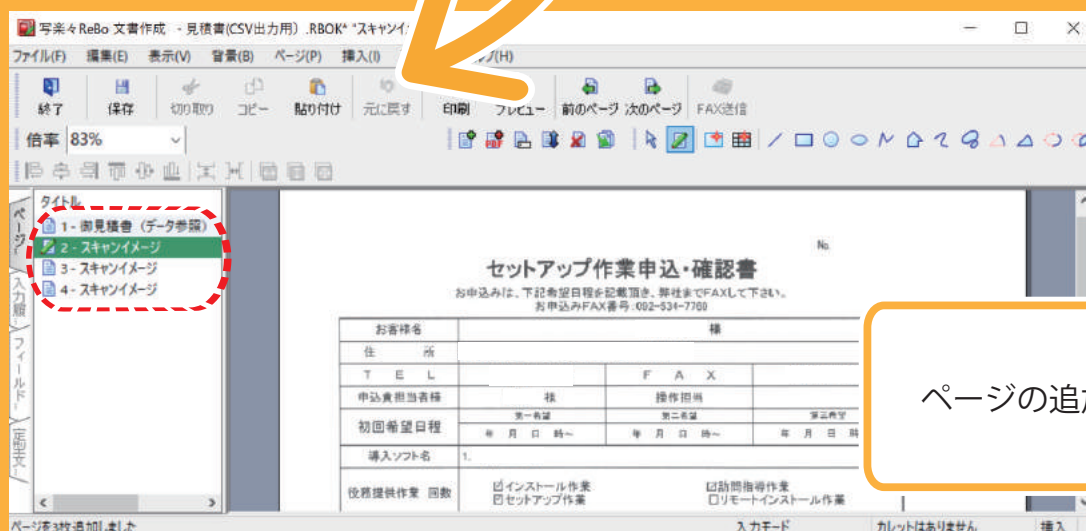 写楽々ReBo 文書作成 - 見積書(CSV出力用) .RBOK* "スキャンイ
ファイル(F) 編集(E) 表示(V) 背景(B) ページ(P) 挿入(I) ルプ(H)
終了 保存 切り取り コピー 貼り付け 元に戻す 印刷 プレビュー 前のページ 次のページ FAX送信
倍率 83%
タイトル
1 - 御見積書 (データ参照)
2 - スキャンイメージ
3 - スキャンイメージ
4 - スキャンイメージ
ページ
入力順
フィールド
定型文
No.
セットアップ作業申込・確認書
お申込みは、下記希望日程を記載頂き、弊社までFAXして下さい。
お申込みFAX番号:092-534-7769
お客様名 様
住 所
T E L F A X
申込責担当者様 様 操作担当
初回希望日程 第一希望 第二希望 第三希望
年 月 日 時~ 年 月 日 時~ 年 月 日 時
導入ソフト名 1.
役務提供作業 回数 ☑インストール作業 ☑訪問指導作業
☑セットアップ作業 □リモートインストール作業
ページの追加
ページを3枚追加しました 入力モード カレットはありません 挿入